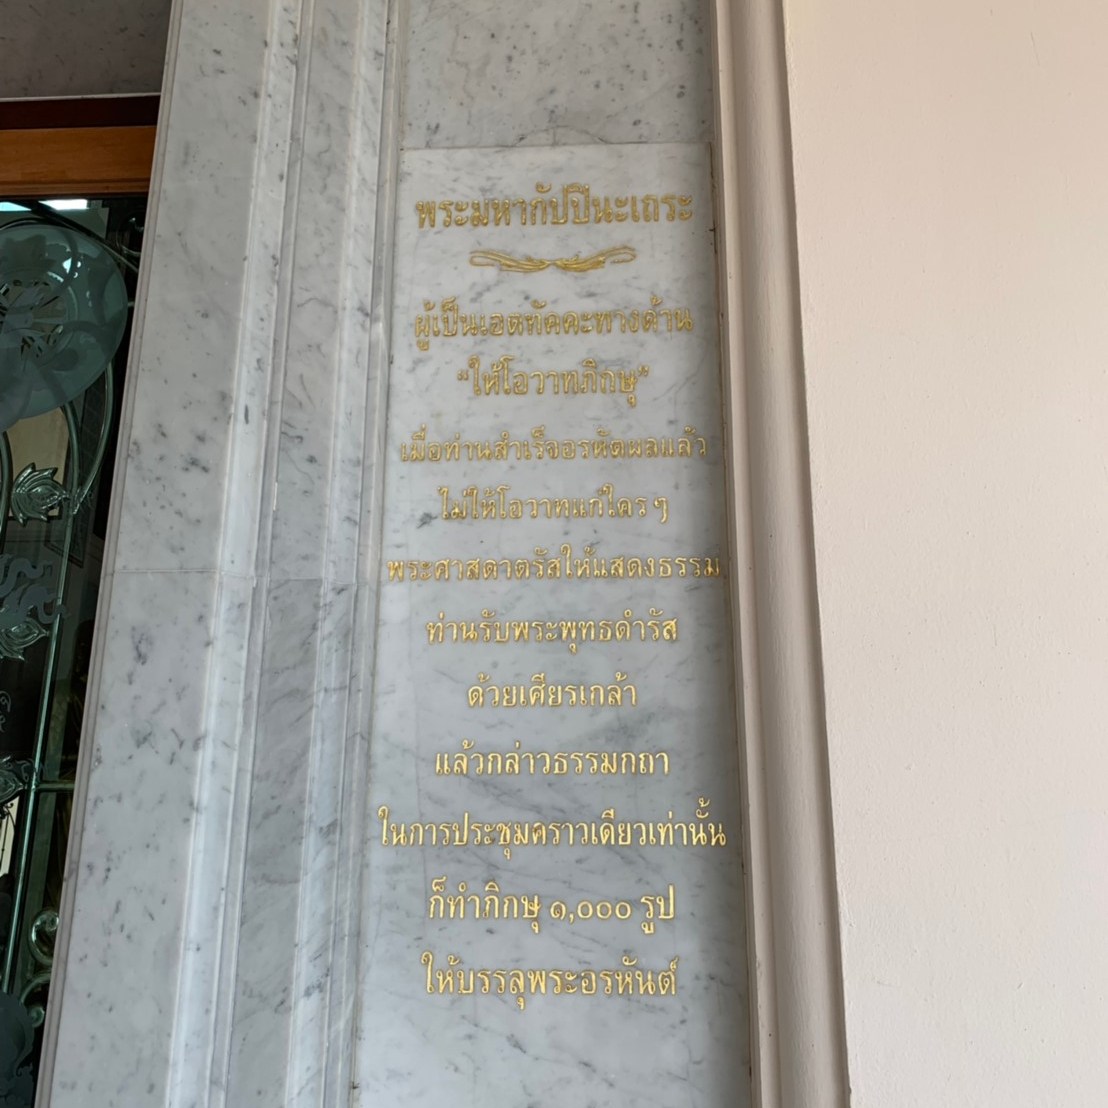 พระมหากัปปินะเถระ
ผู้เป็นเอตทัคคะทางด้าน
“ให้โอวาทภิกษุ”
เมื่อท่านสำเร็จอรหัตผลแล้ว
ไม่ให้โอวาทแก่ใครๆ
พระศาสดาตรัสให้แสดงธรรม
ท่านรับพระพุทธดำรัส
ด้วยเศียรเกล้า
แล้วกล่าวธรรมกถา
ในการประชุมคราวเดียวเท่านั้น
ก็ทำภิกษุ ๑,๐๐๐ รูป
ให้บรรลุพระอรหันต์